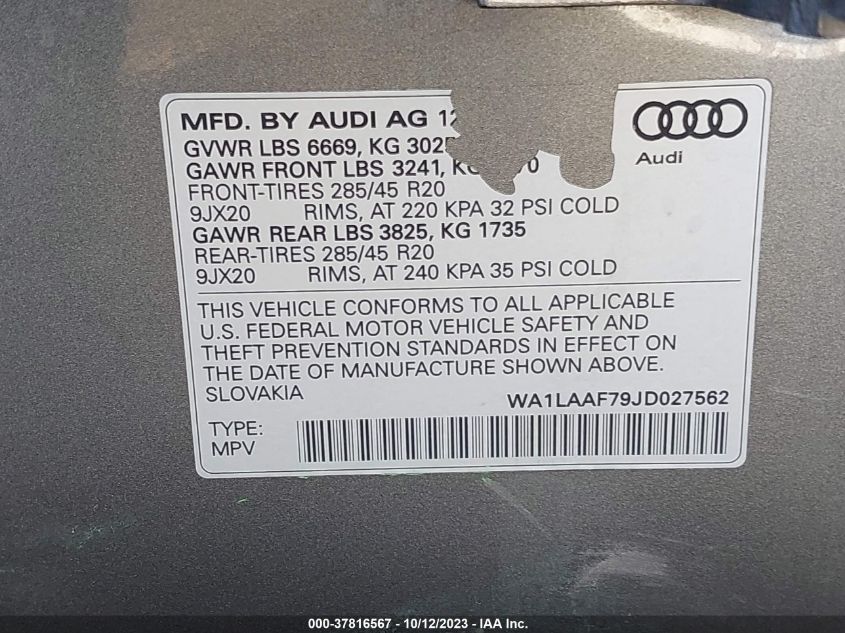 MFD. BY AUDI AG 12
GVWR LBS 6669, KG 3025
GAWR FRONT LBS 3241, 0
FRONT-TIRES 285/45 R20
9JX20 RIMS, AT 220 KPA 32 PSI COLD
GAWR REAR LBS 3825, KG 1735
REAR-TIRES 285/45 R20
9JX20 RIMS, AT 240 KPA 35 PSI COLD
Audi
THIS VEHICLE CONFORMS TO ALL APPLICABLE
U.S. FEDERAL MOTOR VEHICLE SAFETY AND
THEFT PREVENTION STANDARDS IN EFFECT ON
THE DATE OF MANUFACTURE SHOWN ABOVE.
SLOVAKIA
WA1LAAF79JD027562
TYPE:
MPV
000-37816567 - 10/12/2023 - IAA Inc.